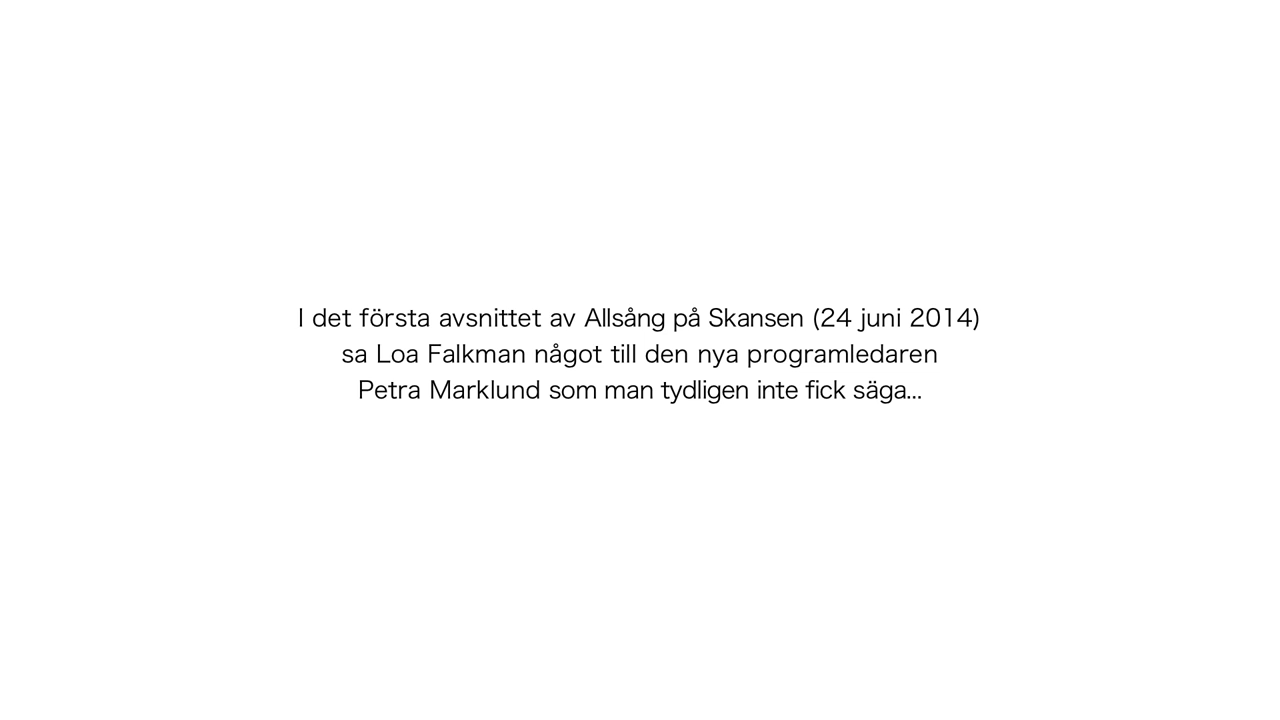 I det första avsnittet av Allsång på Skansen (24 juni 2014)
sa Loa Falkman något till den nya programledaren
Petra Marklund som man tydligen inte fick säga...